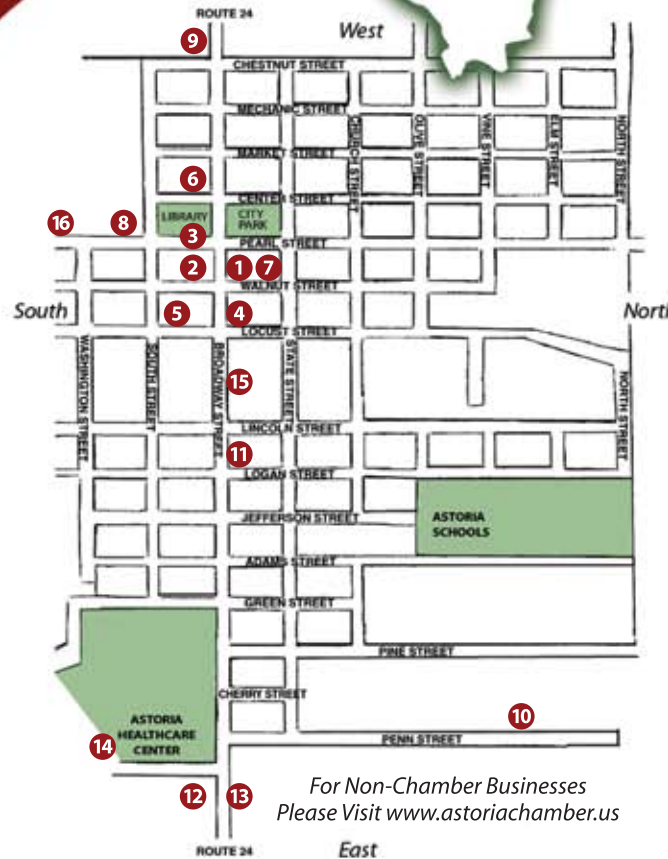 ROUTE 24
9
West
CHESTNUT STREET
MECHANIC STREET
CHURCH STREET
OLIVE STREET
VINE STREET
ELM STREET
NORTH STREET
MARKET STREET
6
CENTER STREET
16
8
LIBRARY
CITY
PARK
3
PEARL STREET
2
1
7
WALNUT STREET
South
5
4
North
LOCUST STREET
WASHINGTON STREET
SOUTH STREET
BROADWAY STREET
STATE STREET
15
NORTH STREET
LINCOLN STREET
11
LOGAN STREET
JEFFERSON STREET
ASTORIA
SCHOOLS
ADAMS STREET
GREEN STREET
PINE STREET
CHERRY STREET
10
ASTORIA
HEALTHCARE
CENTER
14
PENN STREET
12
13
For Non-Chamber Businesses
Please Visit www.astoriachamber.us
ROUTE 24
East